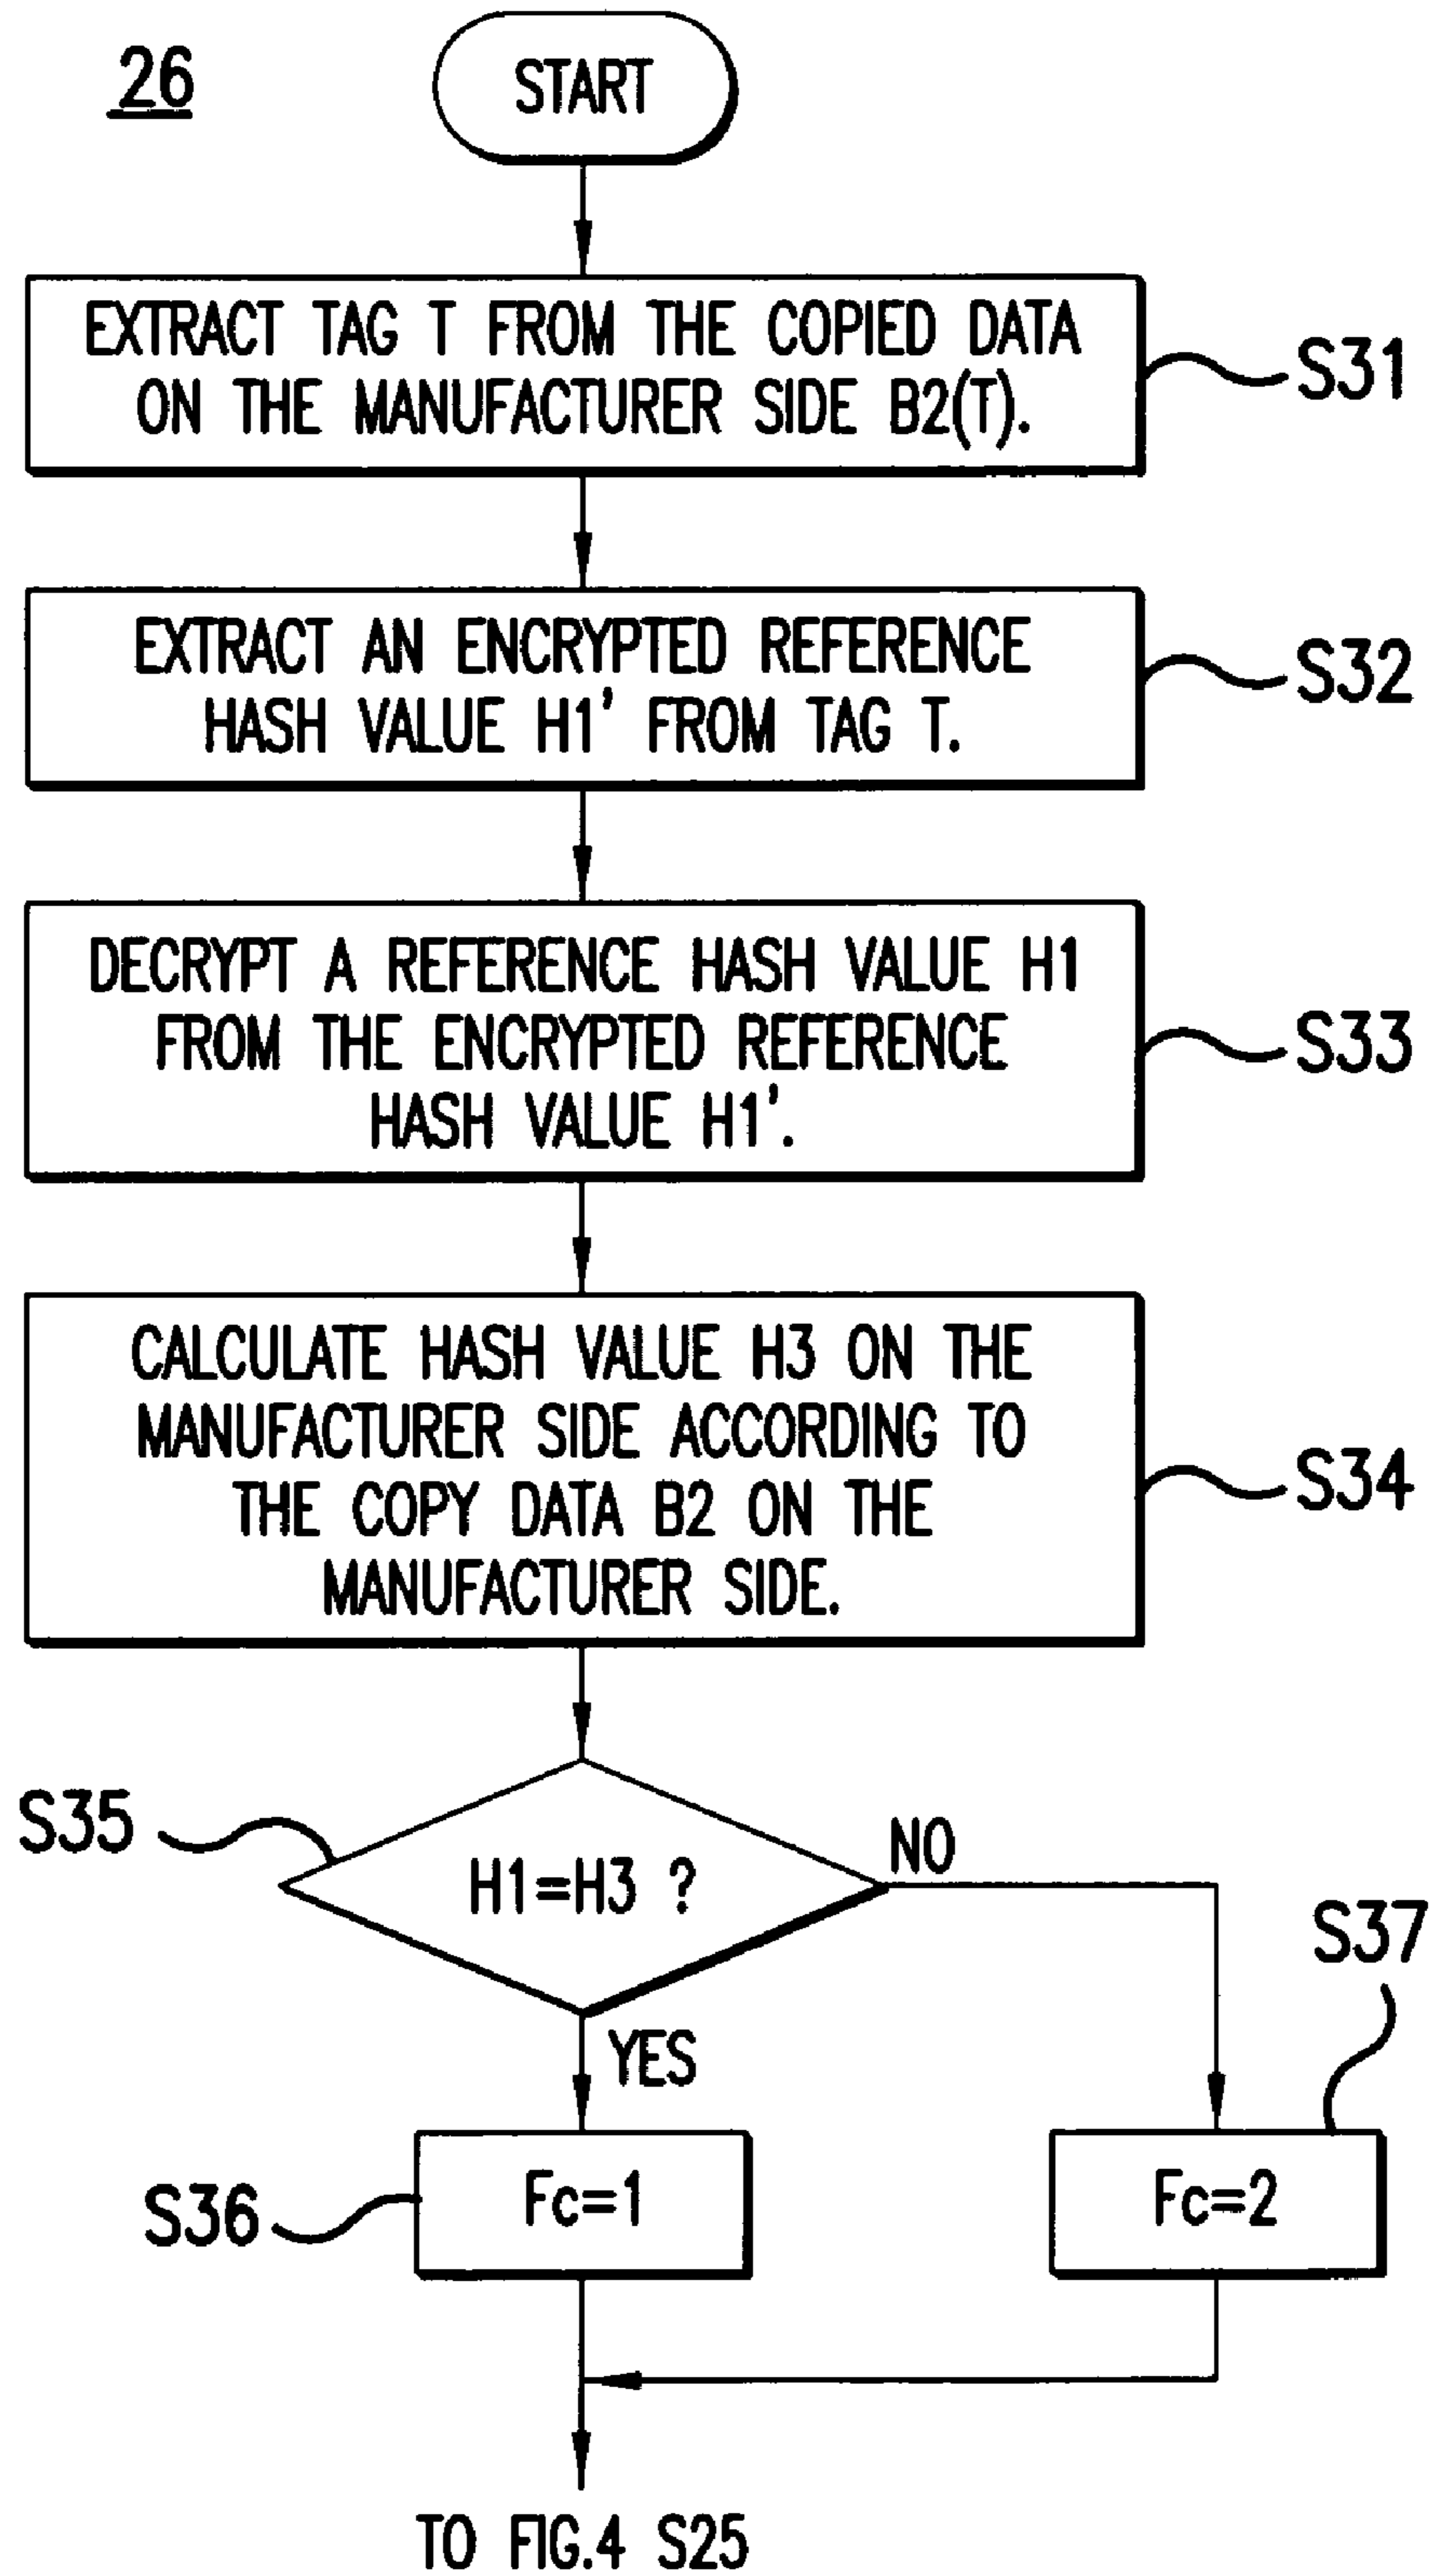 26
START
EXTRACT TAG T FROM THE COPIED DATA
ON THE MANUFACTURER SIDE B2(T).
S31
EXTRACT AN ENCRYPTED REFERENCE
HASH VALUE H1' FROM TAG T.
S32
DECRYPT A REFERENCE HASH VALUE H1
FROM THE ENCRYPTED REFERENCE
HASH VALUE H1'.
S33
CALCULATE HASH VALUE H3 ON THE
MANUFACTURER SIDE ACCORDING TO
THE COPY DATA B2 ON THE
MANUFACTURER SIDE.
S34
S35
H1=H3 ?
NO
YES
S37
S36
Fc=1
Fc=2
TO FIG.4 S25